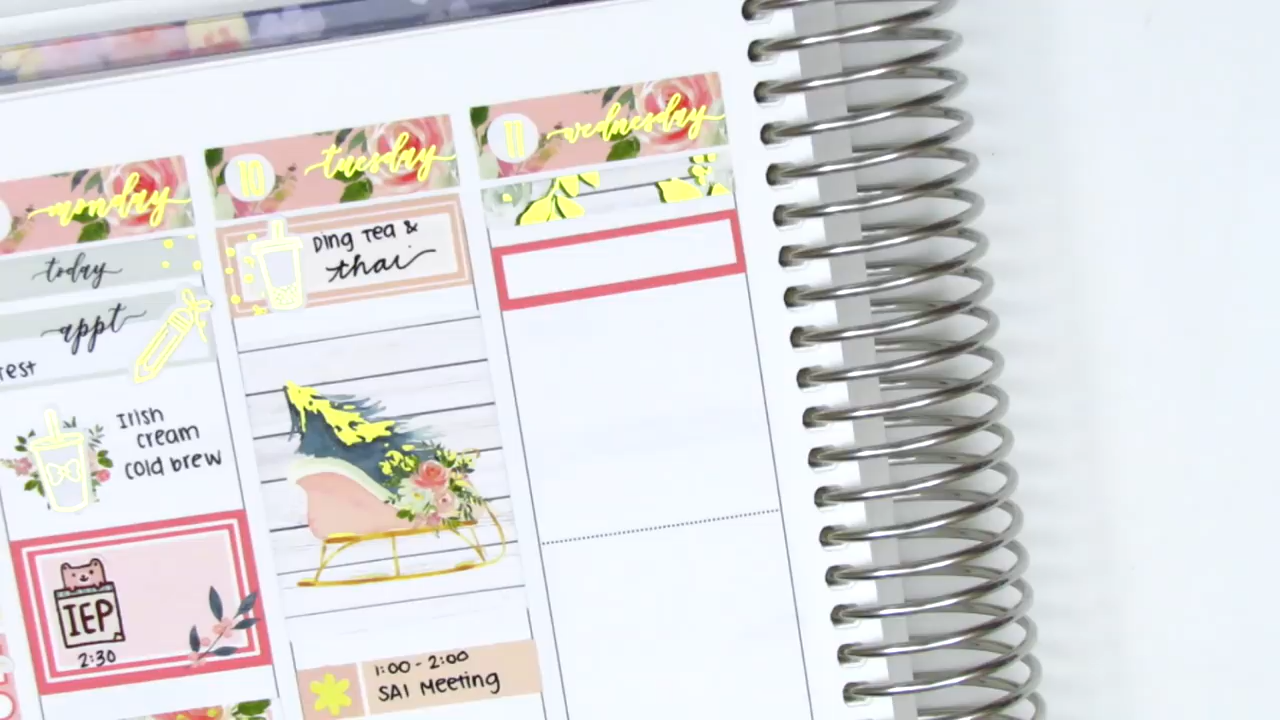 monday
today
appt
Irish
cream
cold brew
IEP
2:30
10 tuesday
Ding Tea &
thai
1:00 - 2:00
SAI Meeting
11 wednesday